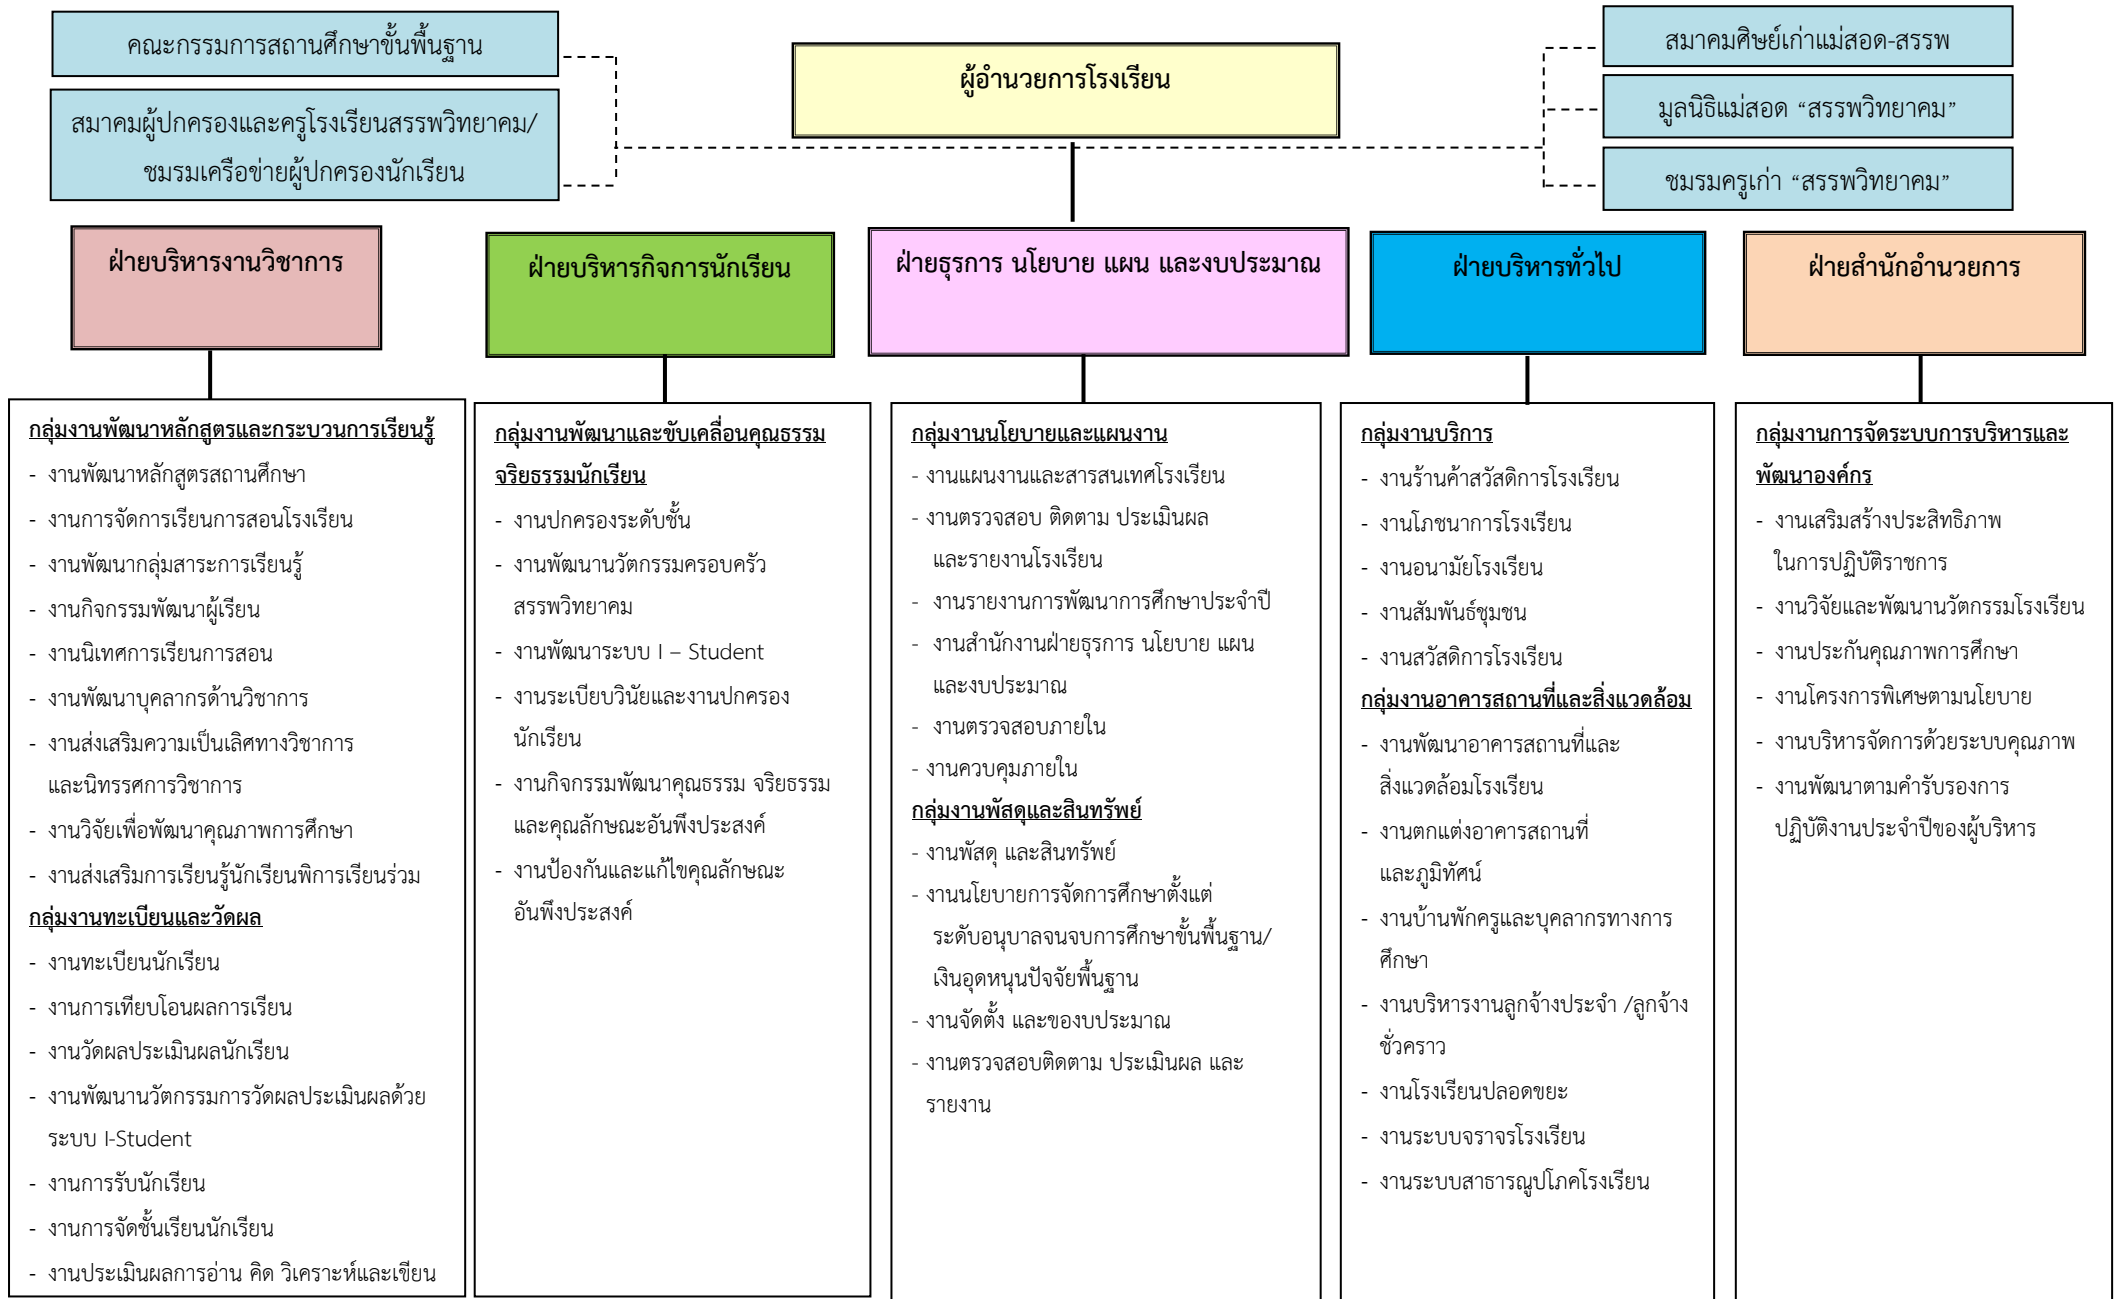 คณะกรรมการสถานศึกษาขั้นพื้นฐาน
สมาคมผู้ปกครองและครูโรงเรียนสรรพวิทยาคม/
ชมรมเครือข่ายผู้ปกครองนักเรียน
ผู้อำนวยการโรงเรียน
สมาคมศิษย์เก่าแม่สอด-สรรพ
มูลนิธิแม่สอด “สรรพวิทยาคม”
ชมรมครูเก่า “สรรพวิทยาคม”
ฝ่ายบริหารงานวิชาการ
ฝ่ายบริหารกิจการนักเรียน
ฝ่ายธุรการ นโยบาย แผน และงบประมาณ
ฝ่ายบริหารทั่วไป
ฝ่ายสำนักอำนวยการ
กลุ่มงานพัฒนาหลักสูตรและกระบวนการเรียนรู้
- งานพัฒนาหลักสูตรสถานศึกษา
- งานการจัดการเรียนการสอนโรงเรียน
- งานพัฒนากลุ่มสาระการเรียนรู้
- งานกิจกรรมพัฒนาผู้เรียน
- งานนิเทศการเรียนการสอน
- งานพัฒนาบุคลากรด้านวิชาการ
- งานส่งเสริมความเป็นเลิศทางวิชาการ
และนิทรรศการวิชาการ
- งานวิจัยเพื่อพัฒนาคุณภาพการศึกษา
- งานส่งเสริมการเรียนรู้นักเรียนพิการเรียนร่วม
กลุ่มงานทะเบียนและวัดผล
- งานทะเบียนนักเรียน
- งานการเทียบโอนผลการเรียน
- งานวัดผลประเมินผลนักเรียน
- งานพัฒนานวัตกรรมการวัดผลประเมินผลด้วย
ระบบ I-Student
- งานการรับนักเรียน
- งานการจัดชั้นเรียนนักเรียน
- งานประเมินผลการอ่าน คิด วิเคราะห์และเขียน
กลุ่มงานพัฒนาและขับเคลื่อนคุณธรรม
จริยธรรมนักเรียน
- งานปกครองระดับชั้น
- งานพัฒนานวัตกรรมครอบครัว
สรรพวิทยาคม
- งานพัฒนาระบบ I – Student
- งานระเบียบวินัยและงานปกครอง
นักเรียน
- งานกิจกรรมพัฒนาคุณธรรม จริยธรรม
และคุณลักษณะอันพึงประสงค์
- งานป้องกันและแก้ไขคุณลักษณะ
อันพึงประสงค์
กลุ่มงานนโยบายและแผนงาน
- งานแผนงานและสารสนเทศโรงเรียน
- งานตรวจสอบ ติดตาม ประเมินผล
และรายงานโรงเรียน
- งานรายงานการพัฒนาการศึกษาประจำปี
- งานสำนักงานฝ่ายธุรการ นโยบาย แผน
และงบประมาณ
- งานตรวจสอบภายใน
- งานควบคุมภายใน
กลุ่มงานพัสดุและสินทรัพย์
- งานพัสดุ และสินทรัพย์
- งานนโยบายการจัดการศึกษาตั้งแต่
ระดับอนุบาลจนจบการศึกษาขั้นพื้นฐาน/
เงินอุดหนุนปัจจัยพื้นฐาน
- งานจัดตั้ง และของบประมาณ
- งานตรวจสอบติดตาม ประเมินผล และ
รายงาน
กลุ่มงานบริการ
- งานร้านค้าสวัสดิการโรงเรียน
- งานโภชนาการโรงเรียน
- งานอนามัยโรงเรียน
- งานสัมพันธ์ชุมชน
- งานสวัสดิการโรงเรียน
กลุ่มงานอาคารสถานที่และสิ่งแวดล้อม
- งานพัฒนาอาคารสถานที่และ
สิ่งแวดล้อมโรงเรียน
- งานตกแต่งอาคารสถานที่
และภูมิทัศน์
- งานบ้านพักครูและบุคลากรทางการ
ศึกษา
- งานบริหารงานลูกจ้างประจำ /ลูกจ้าง
ชั่วคราว
- งานโรงเรียนปลอดขยะ
- งานระบบจราจรโรงเรียน
- งานระบบสาธารณูปโภคโรงเรียน
กลุ่มงานการจัดระบบการบริหารและ
พัฒนาองค์กร
- งานเสริมสร้างประสิทธิภาพ
ในการปฏิบัติราชการ
- งานวิจัยและพัฒนานวัตกรรมโรงเรียน
- งานประกันคุณภาพการศึกษา
- งานโครงการพิเศษตามนโยบาย
- งานบริหารจัดการด้วยระบบคุณภาพ
- งานพัฒนาตามคำรับรองการ
ปฏิบัติงานประจำปีของผู้บริหาร